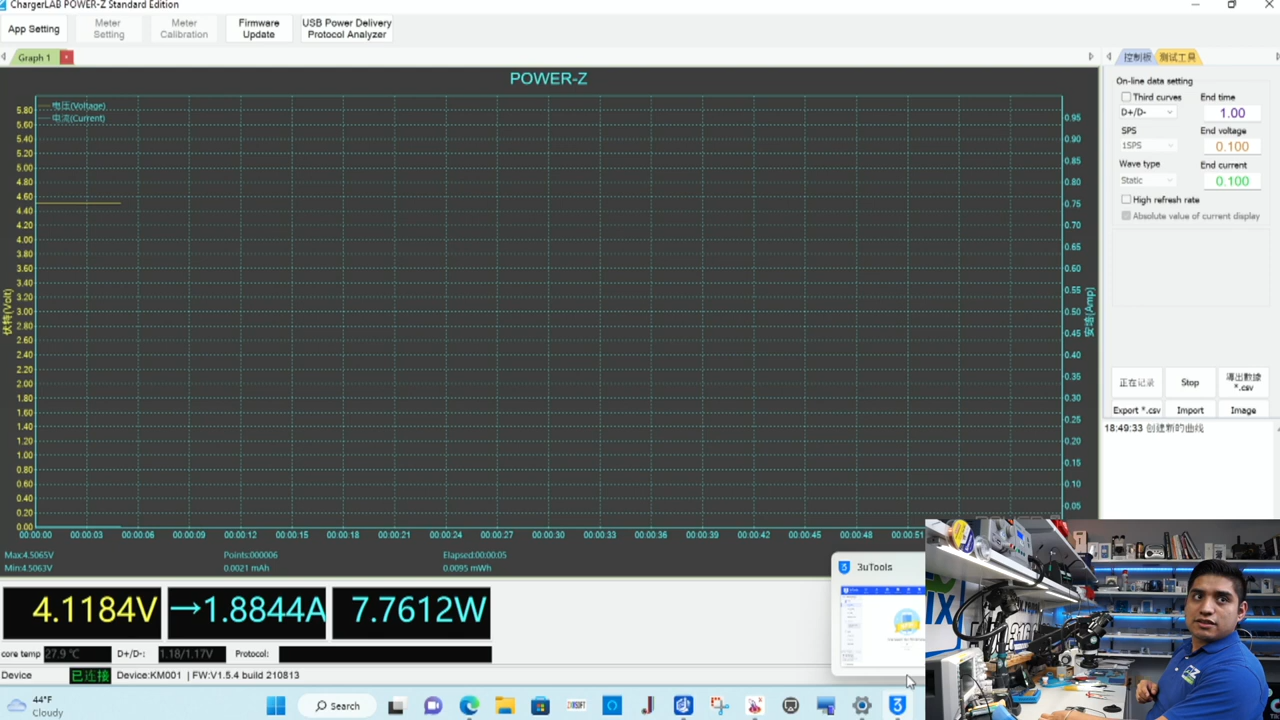 ChargerLAB POWER-Z Standard Edition
App Setting
Meter
Setting
Meter
Calibration
Firmware
Update
USB Power Delivery
Protocol Analyzer
Graph 1
控制板
测试工具
POWER-Z
电压(Voltage)
电流(Current)
5.80
5.60
5.40
5.20
5.00
4.80
4.60
4.40
4.20
4.00
3.80
3.60
3.40
3.20
3.00
2.80
2.60
2.40
2.20
2.00
1.80
1.60
1.40
1.20
1.00
0.80
0.60
0.40
0.20
0.00
伏特(Volt)
0.95
0.90
0.85
0.80
0.75
0.70
0.65
0.60
0.55
0.50
0.45
0.40
0.35
0.30
0.25
0.20
0.15
0.10
0.05
安培(Amp)
00:00:00 00:00:03 00:00:06 00:00:09 00:00:12 00:00:15 00:00:18 00:00:21 00:00:24 00:00:27 00:00:30 00:00:33 00:00:36 00:00:39 00:00:42 00:00:45 00:00:48 00:00:51
Max:4.5065V
Points:000006
Elapsed:00:00:05
Min:4.5063V
0.0021 mAh
0.0095 mWh
On-line data setting
Third curves
End time
D+/D-
1.00
SPS
End voltage
1SPS
0.100
Wave type
End current
Static
0.100
High refresh rate
Absolute value of current display
正在记录
Stop
導出數據
*.csv
Export *.csv
Import
Image
18:49:33 创建新的曲线
4.1184V
→1.8844A
7.7612W
core temp
27.9 ℃
D+/D-:
1.18/1.17V
Protocol:
Device
已连接
Device:KM001 | FW:V1.5.4 build 210813
3uTools
44°F
Cloudy
Search